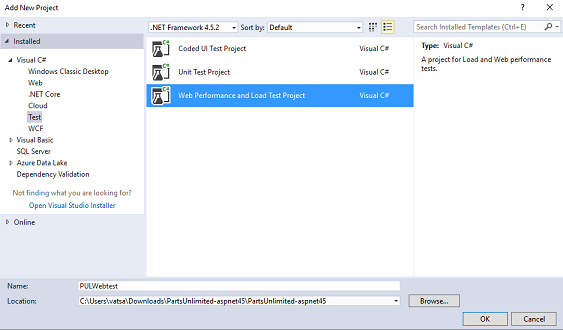 Add New Project
? ×
Recent
.NET Framework 4.5.2 Sort by: Default
Search Installed Templates (Ctrl+E)
Installed
Visual C#
Windows Classic Desktop
Web
.NET Core
Cloud
Test
WCF
Visual Basic
SQL Server
Azure Data Lake
Dependency Validation
Not finding what you are looking for?
Open Visual Studio Installer
Online
C# Coded UI Test Project Visual C#
C# Unit Test Project Visual C#
C# Web Performance and Load Test Project Visual C#
Type: Visual C#
A project for Load and Web performance
tests.
Name: PULWebtest
Location: C:\Users\vatsa\Downloads\PartsUnlimited-aspnet45\PartsUnlimited-aspnet45 Browse...
OK Cancel